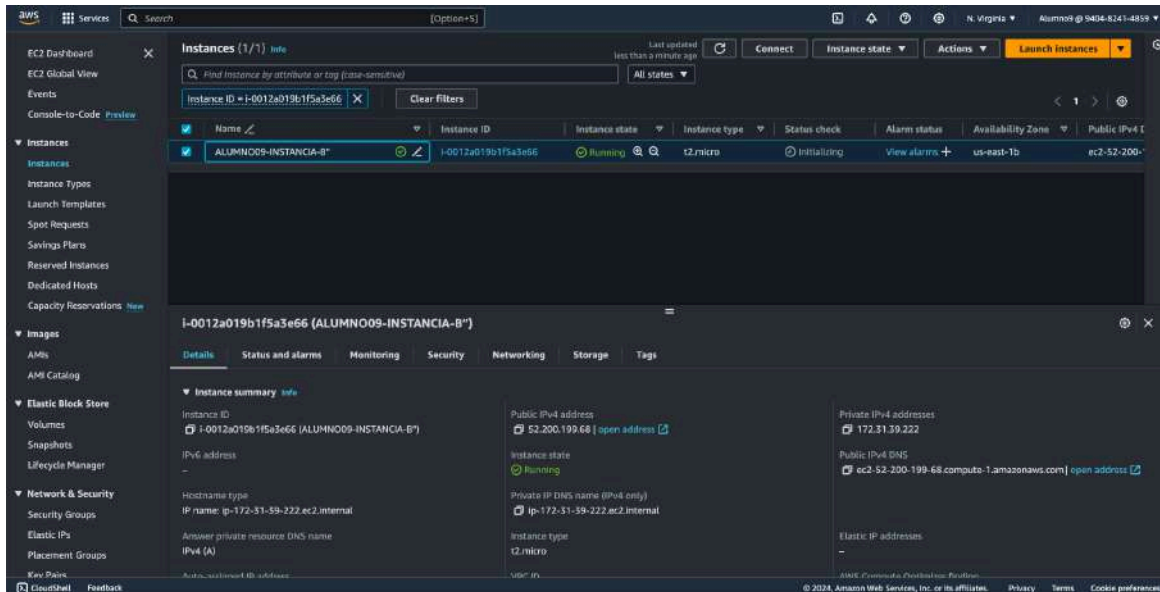 aws Services Search [Option+S] N. Virginia Alumno9 @ 9404-8241-4859
EC2 Dashboard
EC2 Global View
Events
Console-to-Code Preview
Instances
Instances
Instance Types
Launch Templates
Spot Requests
Savings Plans
Reserved Instances
Dedicated Hosts
Capacity Reservations New
Images
AMIs
AMI Catalog
Elastic Block Store
Volumes
Snapshots
Lifecycle Manager
Network & Security
Security Groups
Elastic IPs
Placement Groups
Key Pairs
Instances (1/1) Info
Last updated
less than a minute ago
Connect Instance state Actions Launch instances
Find Instance by attribute or tag (case-sensitive) All states
Instance ID = i-0012a019b1f5a3e66 Clear filters
1
Name Instance ID Instance state Instance type Status check Alarm status Availability Zone Public IPv4 D
ALUMNO09-INSTANCIA-B" i-0012a019b1f5a3e66 Running t2.micro Initializing View alarms us-east-1b ec2-52-200-
i-0012a019b1f5a3e66 (ALUMNO09-INSTANCIA-B")
Details Status and alarms Monitoring Security Networking Storage Tags
Instance summary Info
Instance ID
i-0012a019b1f5a3e66 (ALUMNO09-INSTANCIA-B")
Public IPv4 address
52.200.199.68 | open address
Private IPv4 addresses
172.31.39.222
IPv6 address
–
Instance state
Running
Public IPv4 DNS
ec2-52-200-199-68.compute-1.amazonaws.com | open address
Hostname type
IP name: ip-172-31-39-222.ec2.internal
Private IP DNS name (IPv4 only)
ip-172-31-39-222.ec2.internal
Answer private resource DNS name
IPv4 (A)
Instance type
t2.micro
Elastic IP addresses
–
Auto-assigned IP address
VPC ID
AWS Compute Optimizer finding
CloudShell Feedback © 2024, Amazon Web Services, Inc. or its affiliates. Privacy Terms Cookie preferences